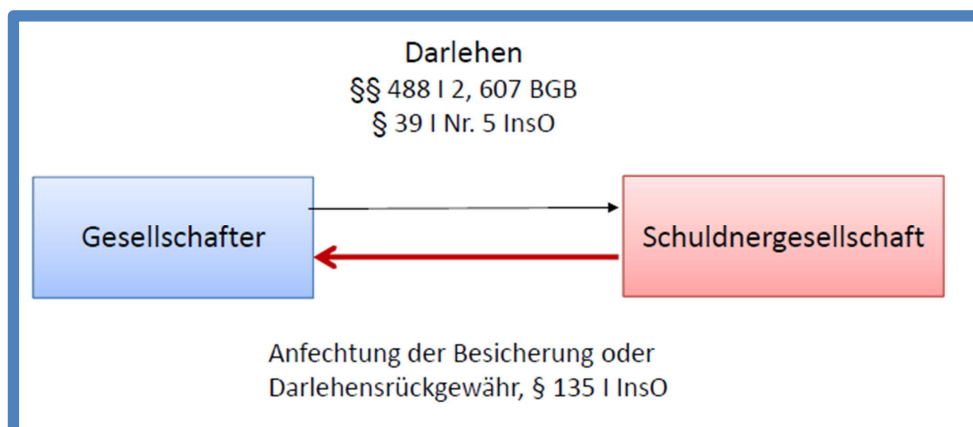 Darlehen
§§ 488 I 2, 607 BGB
§ 39 I Nr. 5 InsO
Gesellschafter
Schuldnergesellschaft
Anfechtung der Besicherung oder
Darlehensrückgewähr, § 135 I InsO